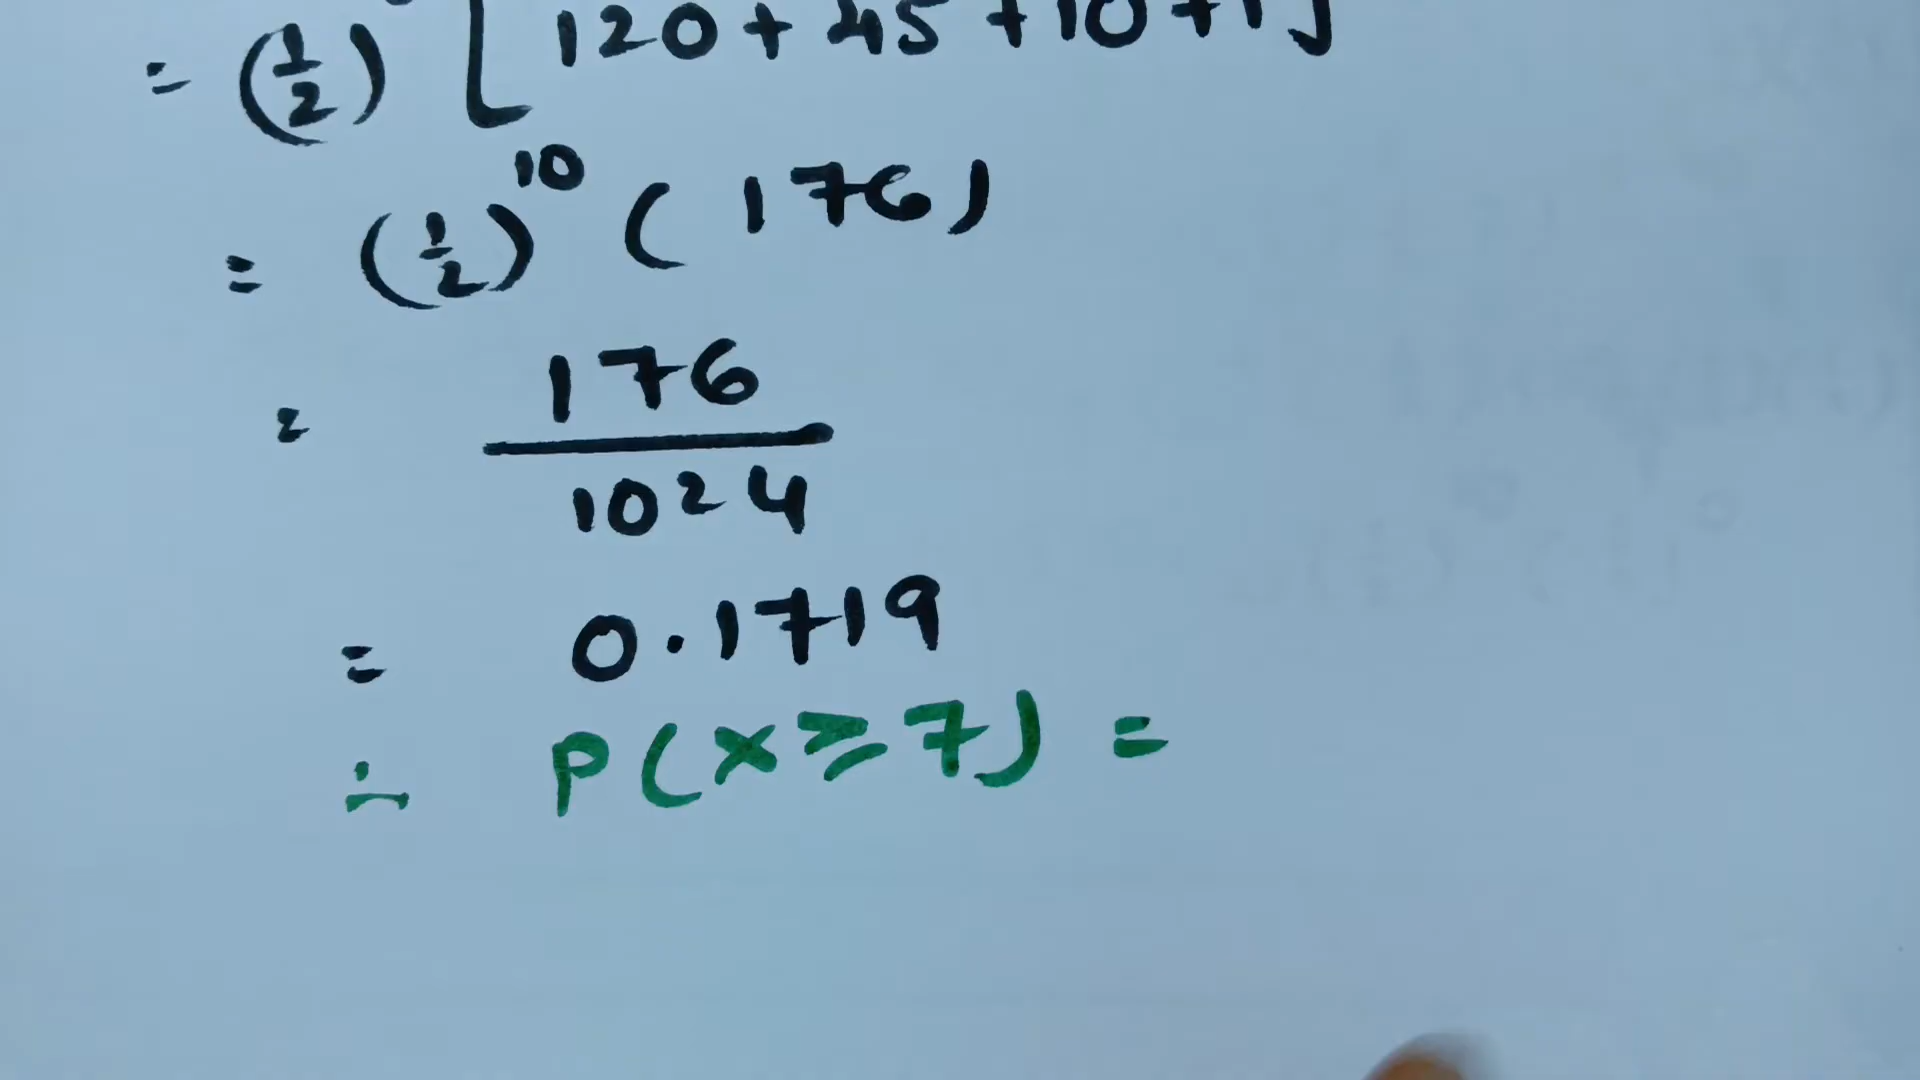 = (1/2) [120 + 45 + 10 + 1]
= (1/2)^10 (176)
= 176/1024
= 0.1719
∴ P(x ≥ 7) =